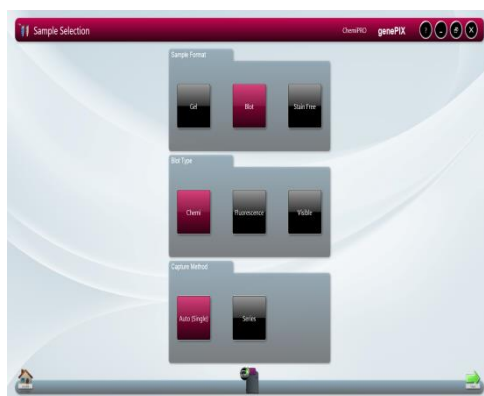 Sample Selection
ChemiPRO genePIX
Sample Format
Gel Blot Stain Free
Blot Type
Chemi Fluorescence Visible
Capture Method
Auto (Single) Series